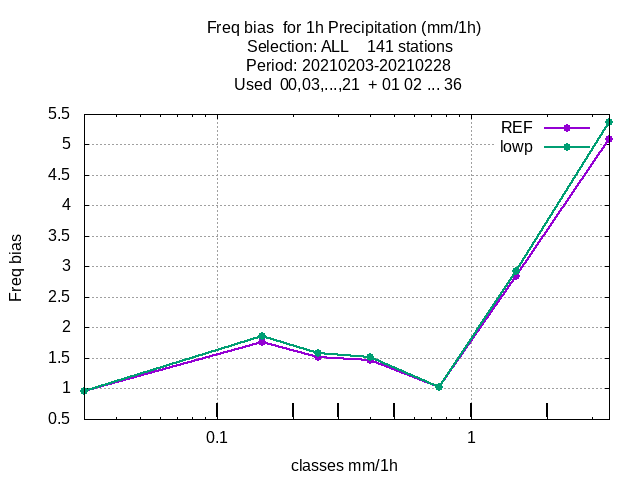 Freq bias  for 1h Precipitation (mm/1h)
Selection: ALL    141 stations
Period: 20210203-20210228
Used  00,03,...,21  + 01 02 ... 36
5.5
5
4.5
4
3.5
3
2.5
2
1.5
1
0.5
Freq bias
REF
lowp
0.1
1
classes mm/1h